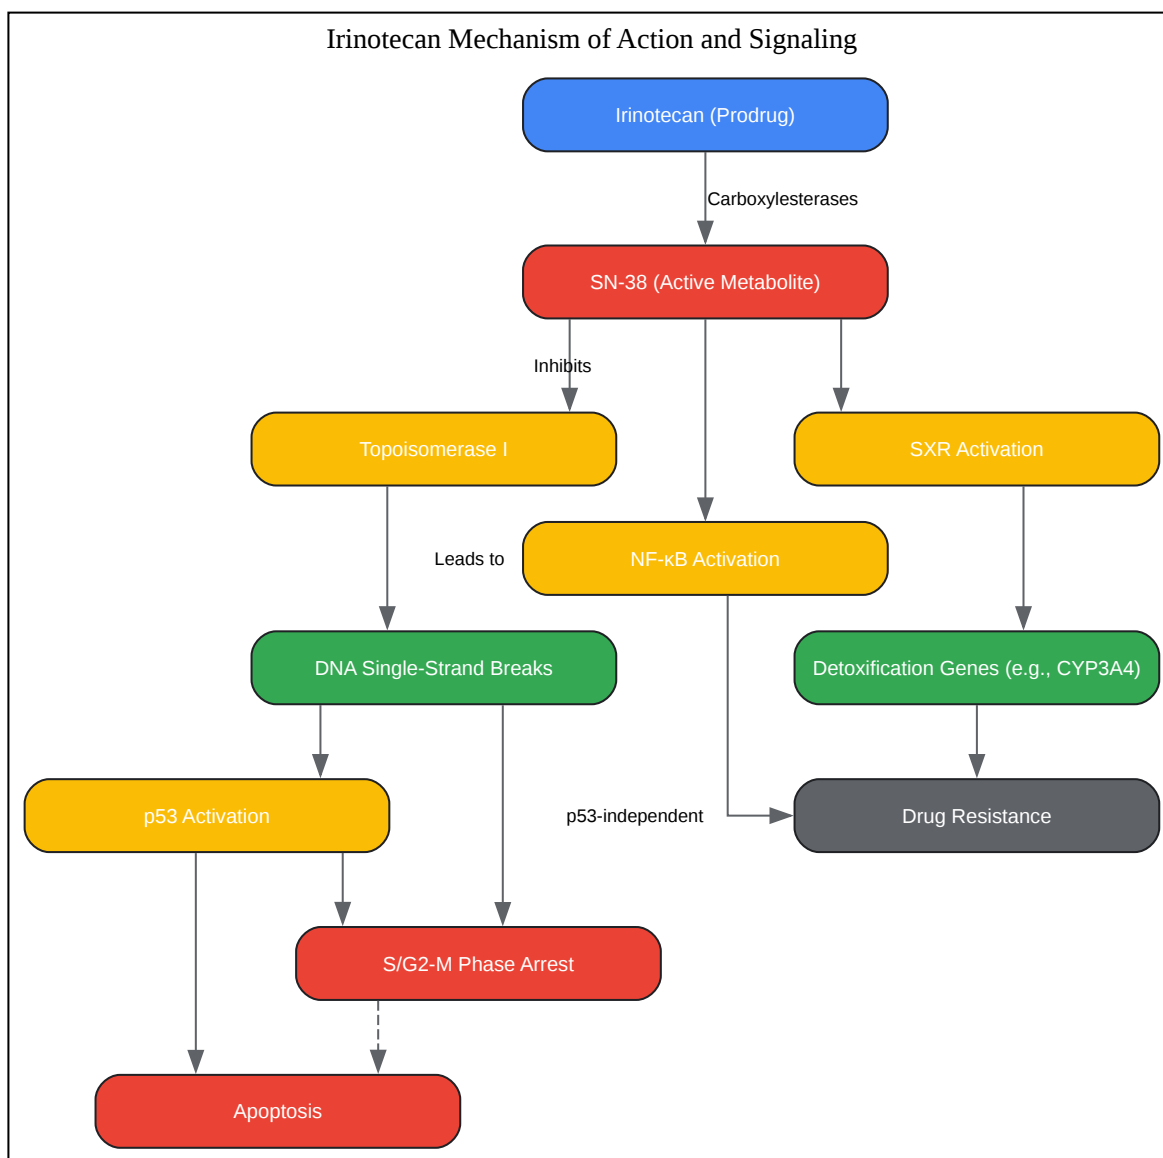 Irinotecan Mechanism of Action and Signaling
Irinotecan (Prodrug)
Carboxylesterases
SN-38 (Active Metabolite)
Inhibits
Topoisomerase I
SXR Activation
Leads to
NF-κB Activation
DNA Single-Strand Breaks
Detoxification Genes (e.g., CYP3A4)
p53 Activation
p53-independent
Drug Resistance
S/G2-M Phase Arrest
Apoptosis